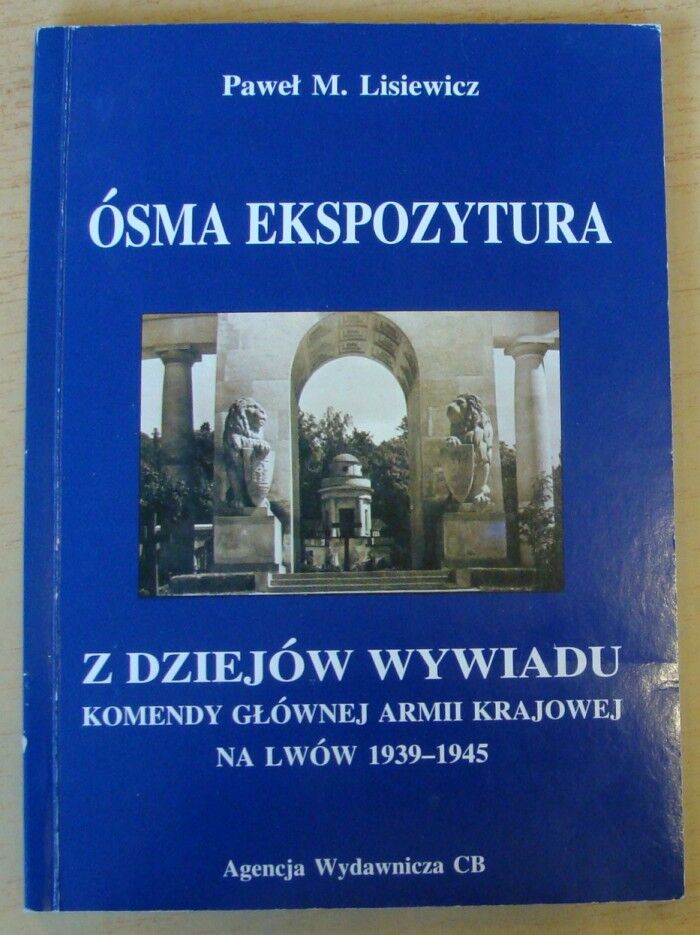 Paweł M. Lisiewicz
ÓSMA EKSPOZYTURA
Z DZIEJÓW WYWIADU
KOMENDY GŁÓWNEJ ARMII KRAJOWEJ
NA LWÓW 1939–1945
Agencja Wydawnicza CB